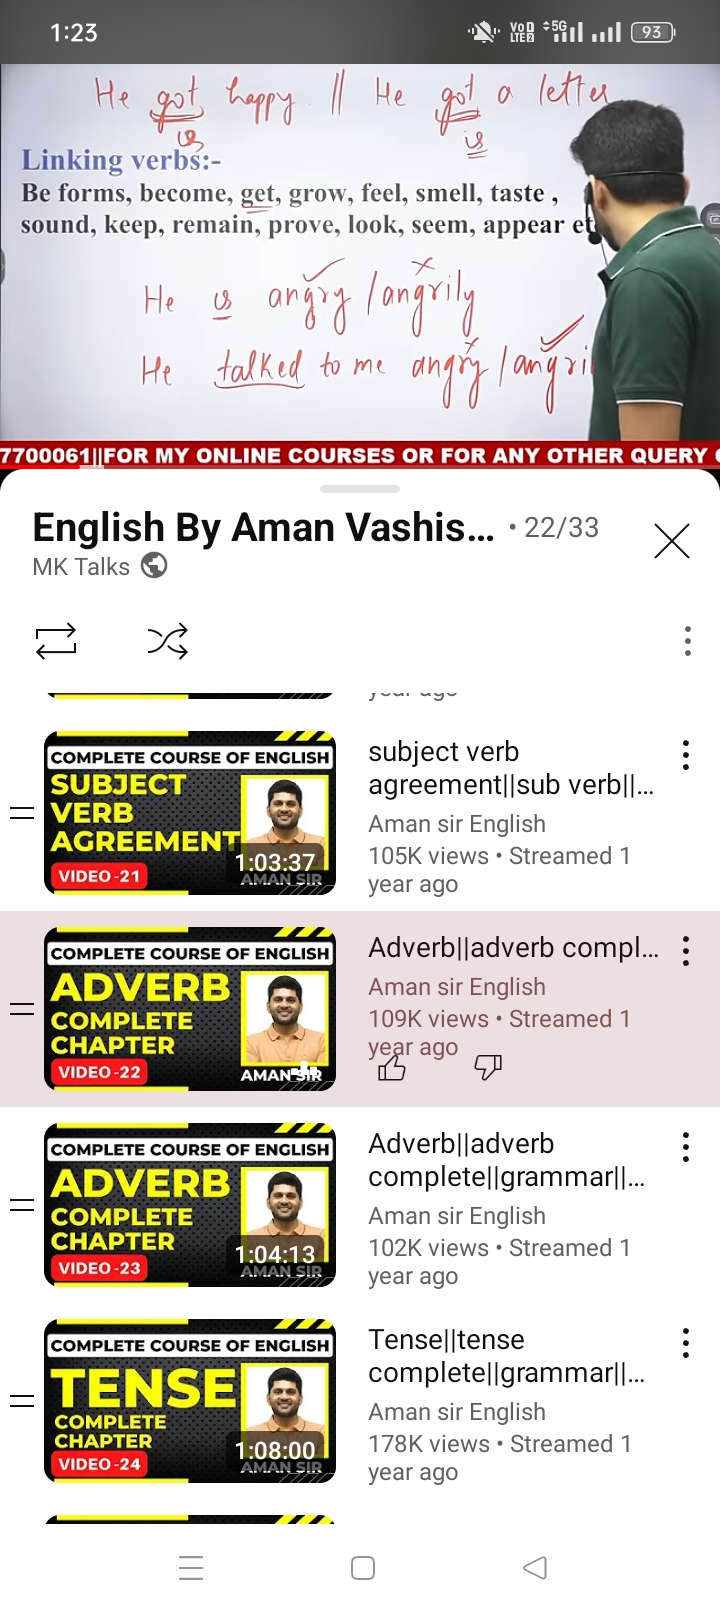 1:23
VoD LTE2 5G 93
He got happy || He got a letter
is is
Linking verbs:-
Be forms, become, get, grow, feel, smell, taste ,
sound, keep, remain, prove, look, seem, appear et
He is angry / angrily
He talked to me angry / angri
7700061||FOR MY ONLINE COURSES OR FOR ANY OTHER QUERY
English By Aman Vashis... • 22/33
MK Talks
year ago
COMPLETE COURSE OF ENGLISH
SUBJECT
VERB
AGREEMENT
VIDEO -21
1:03:37
AMAN SIR
subject verb
agreement||sub verb||...
Aman sir English
105K views • Streamed 1
year ago
COMPLETE COURSE OF ENGLISH
ADVERB
COMPLETE
CHAPTER
VIDEO -22
AMAN SIR
Adverb||adverb compl...
Aman sir English
109K views • Streamed 1
year ago
COMPLETE COURSE OF ENGLISH
ADVERB
COMPLETE
CHAPTER
VIDEO -23
1:04:13
AMAN SIR
Adverb||adverb
complete||grammar||...
Aman sir English
102K views • Streamed 1
year ago
COMPLETE COURSE OF ENGLISH
TENSE
COMPLETE
CHAPTER
VIDEO -24
1:08:00
AMAN SIR
Tense||tense
complete||grammar||...
Aman sir English
178K views • Streamed 1
year ago